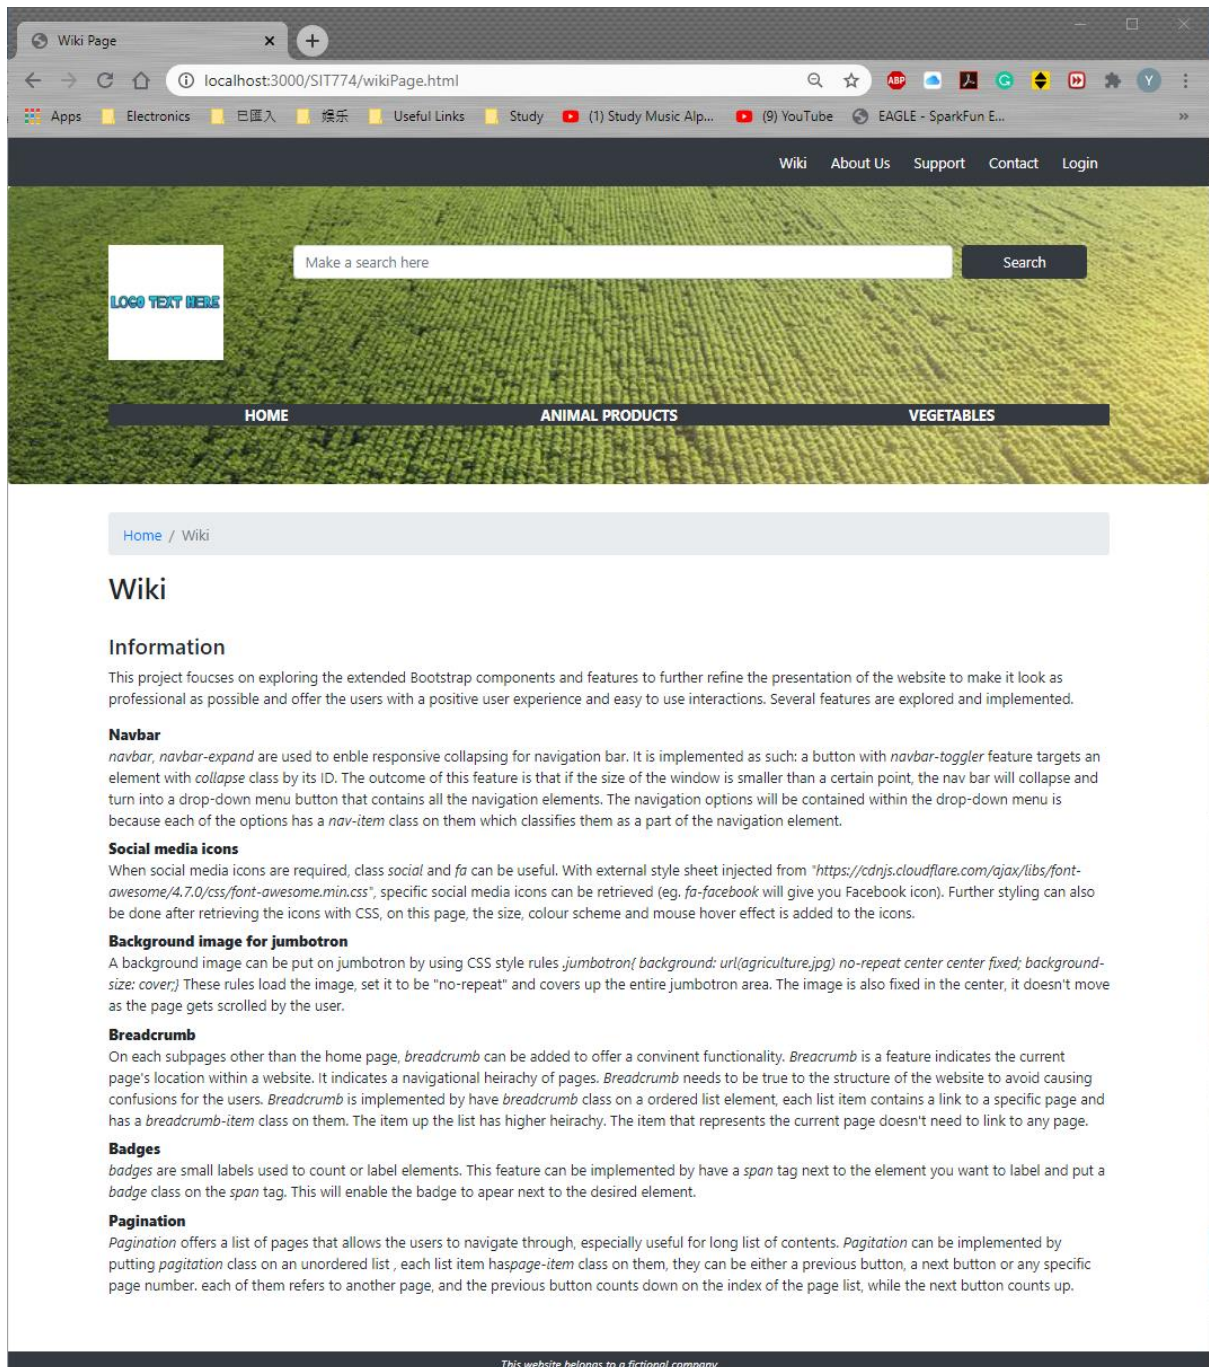 Wiki Page
localhost:3000/SIT774/wikiPage.html
ABP
Y
Apps Electronics 已匯入 娱乐 Useful Links Study (1) Study Music Alp... (9) YouTube EAGLE - SparkFun E... »
Wiki About Us Support Contact Login
Make a search here Search
LOGO TEXT HERE
HOME ANIMAL PRODUCTS VEGETABLES
Home / Wiki
Wiki
Information
This project foucses on exploring the extended Bootstrap components and features to further refine the presentation of the website to make it look as
professional as possible and offer the users with a positive user experience and easy to use interactions. Several features are explored and implemented.
Navbar
navbar, navbar-expand are used to enble responsive collapsing for navigation bar. It is implemented as such: a button with navbar-toggler feature targets an
element with collapse class by its ID. The outcome of this feature is that if the size of the window is smaller than a certain point, the nav bar will collapse and
turn into a drop-down menu button that contains all the navigation elements. The navigation options will be contained within the drop-down menu is
because each of the options has a nav-item class on them which classifies them as a part of the navigation element.
Social media icons
When social media icons are required, class social and fa can be useful. With external style sheet injected from "https://cdnjs.cloudflare.com/ajax/libs/font-
awesome/4.7.0/css/font-awesome.min.css", specific social media icons can be retrieved (eg. fa-facebook will give you Facebook icon). Further styling can also
be done after retrieving the icons with CSS, on this page, the size, colour scheme and mouse hover effect is added to the icons.
Background image for jumbotron
A background image can be put on jumbotron by using CSS style rules .jumbotron{ background: url(agriculture.jpg) no-repeat center center fixed; background-
size: cover;} These rules load the image, set it to be "no-repeat" and covers up the entire jumbotron area. The image is also fixed in the center, it doesn't move
as the page gets scrolled by the user.
Breadcrumb
On each subpages other than the home page, breadcrumb can be added to offer a convinent functionality. Breacrumb is a feature indicates the current
page's location within a website. It indicates a navigational heirachy of pages. Breadcrumb needs to be true to the structure of the website to avoid causing
confusions for the users. Breadcrumb is implemented by have breadcrumb class on a ordered list element, each list item contains a link to a specific page and
has a breadcrumb-item class on them. The item up the list has higher heirachy. The item that represents the current page doesn't need to link to any page.
Badges
badges are small labels used to count or label elements. This feature can be implemented by have a span tag next to the element you want to label and put a
badge class on the span tag. This will enable the badge to apear next to the desired element.
Pagination
Pagination offers a list of pages that allows the users to navigate through, especially useful for long list of contents. Pagitation can be implemented by
putting pagitation class on an unordered list , each list item haspage-item class on them, they can be either a previous button, a next button or any specific
page number. each of them refers to another page, and the previous button counts down on the index of the page list, while the next button counts up.
This website belongs to a fictional company